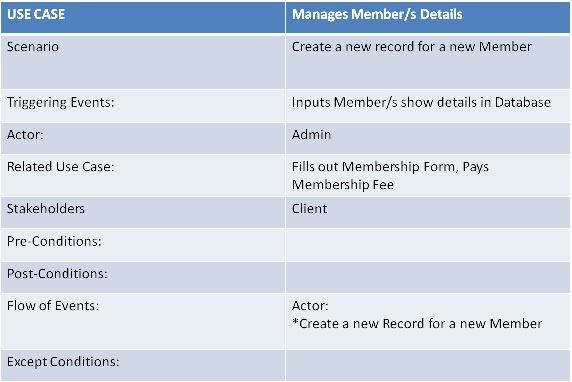 USE CASE Manages Member/s Details
Scenario Create a new record for a new Member
Triggering Events: Inputs Member/s show details in Database
Actor: Admin
Related Use Case: Fills out Membership Form, Pays
Membership Fee
Stakeholders Client
Pre-Conditions:
Post-Conditions:
Flow of Events: Actor:
*Create a new Record for a new Member
Except Conditions: